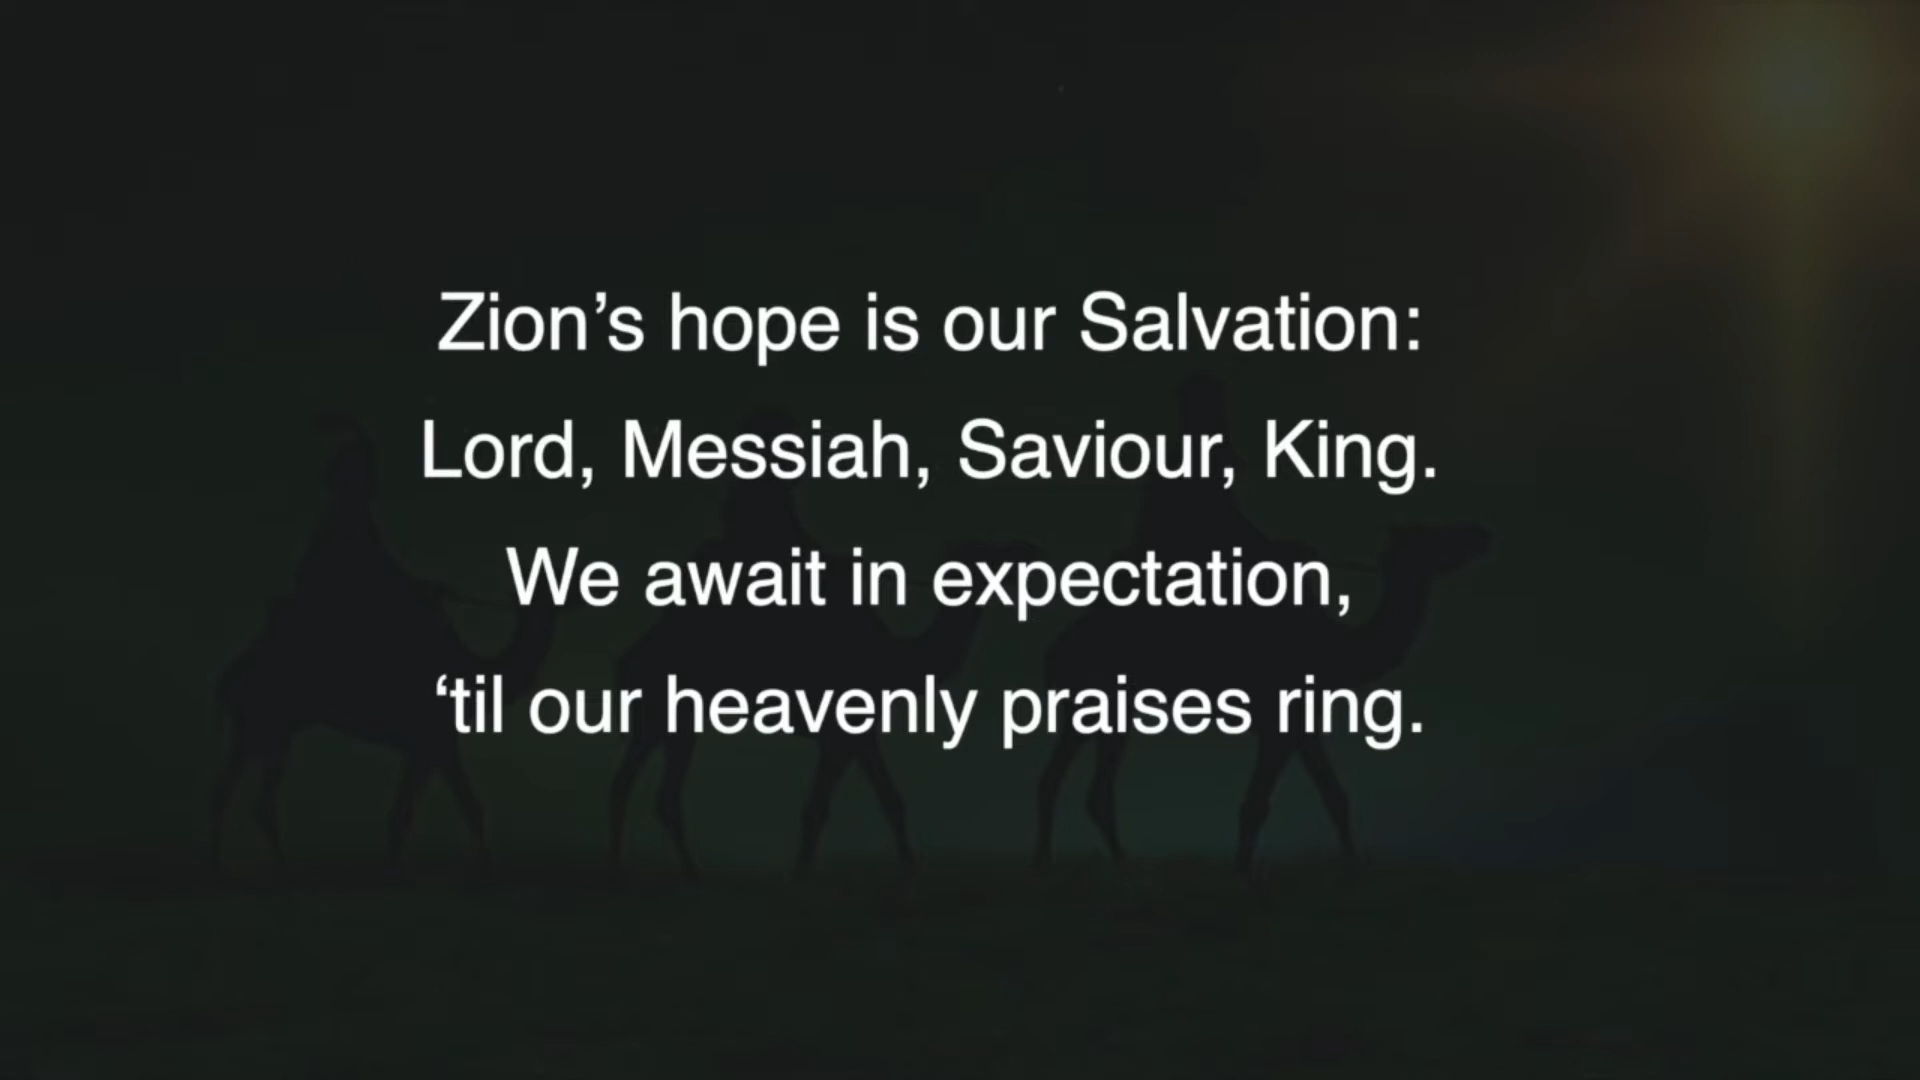 Zion’s hope is our Salvation:
Lord, Messiah, Saviour, King.
We await in expectation,
‘til our heavenly praises ring.